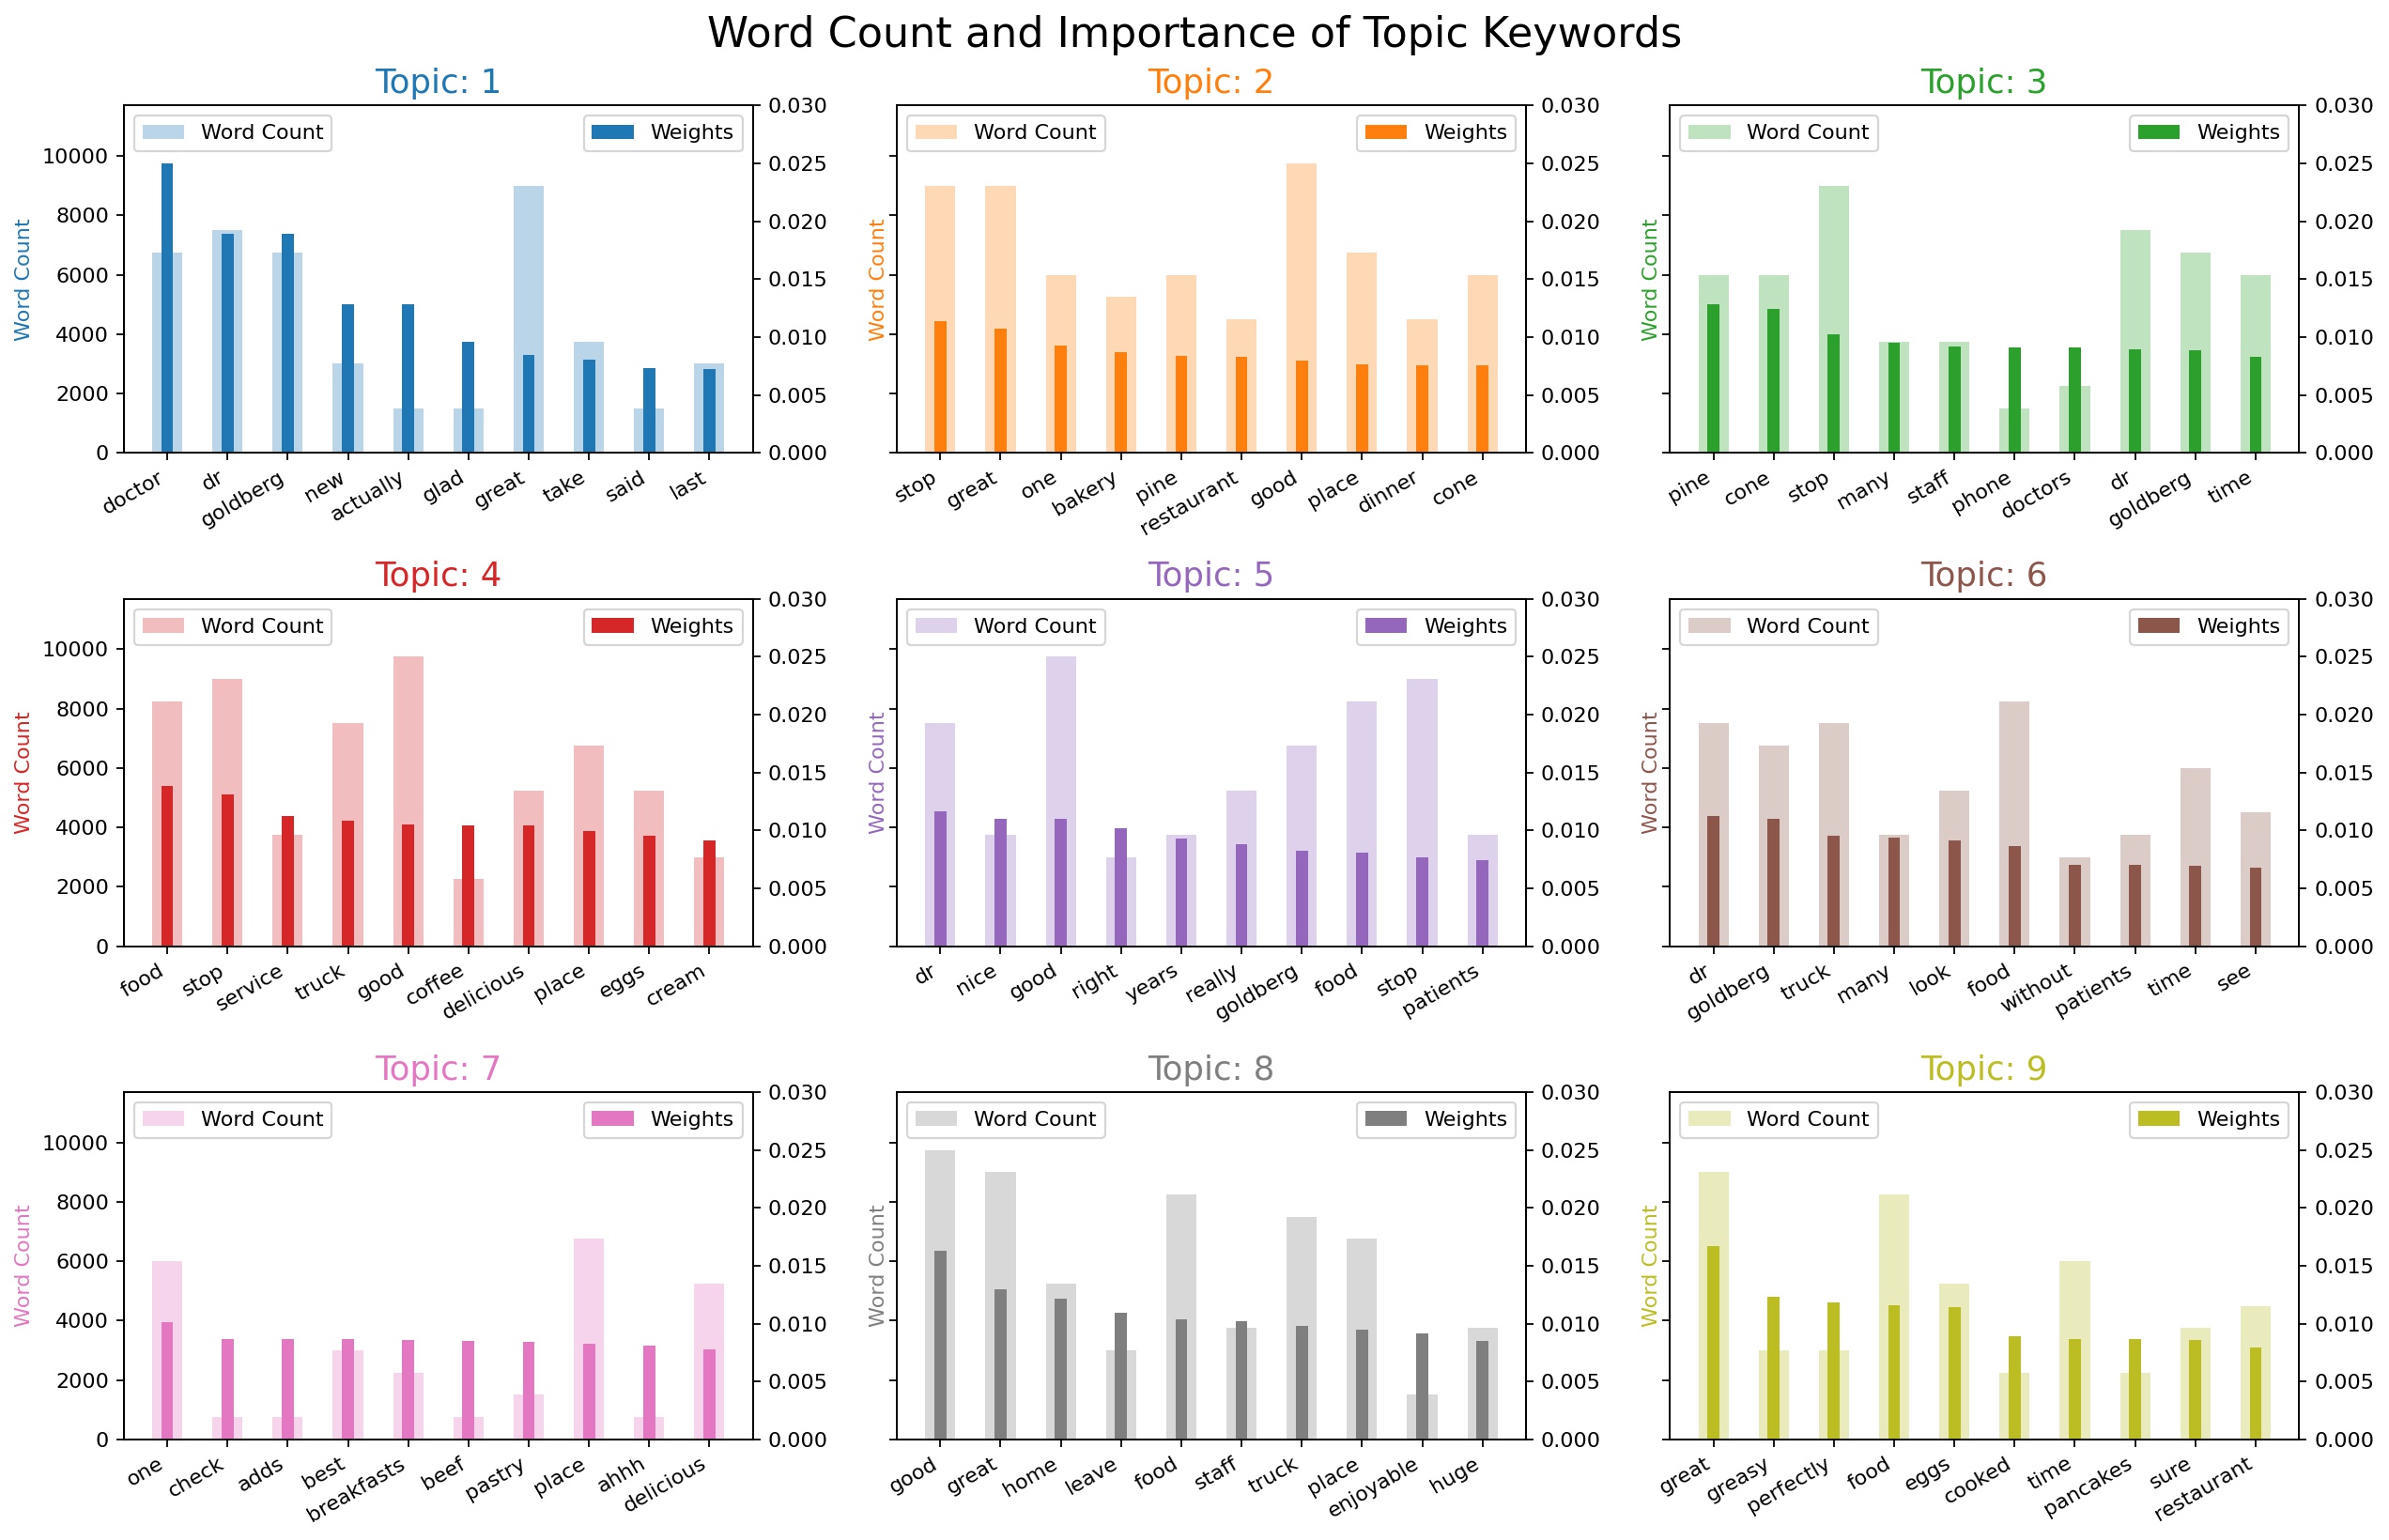 Word Count and Importance of Topic Keywords
Topic: 1
Word Count
Weights
Word Count
10000
8000
6000
4000
2000
0
0.030
0.025
0.020
0.015
0.010
0.005
0.000
doctor dr goldberg new actually glad great take said last
Topic: 2
Word Count
Weights
Word Count
0.030
0.025
0.020
0.015
0.010
0.005
0.000
stop great one bakery pine restaurant good place dinner cone
Topic: 3
Word Count
Weights
Word Count
0.030
0.025
0.020
0.015
0.010
0.005
0.000
pine cone stop many staff phone doctors dr goldberg time
Topic: 4
Word Count
Weights
Word Count
10000
8000
6000
4000
2000
0
0.030
0.025
0.020
0.015
0.010
0.005
0.000
food stop service truck good coffee delicious place eggs cream
Topic: 5
Word Count
Weights
Word Count
0.030
0.025
0.020
0.015
0.010
0.005
0.000
dr nice good right years really goldberg food stop patients
Topic: 6
Word Count
Weights
Word Count
0.030
0.025
0.020
0.015
0.010
0.005
0.000
dr goldberg truck many look food without patients time see
Topic: 7
Word Count
Weights
Word Count
10000
8000
6000
4000
2000
0
0.030
0.025
0.020
0.015
0.010
0.005
0.000
one check adds best breakfasts beef pastry place ahhh delicious
Topic: 8
Word Count
Weights
Word Count
0.030
0.025
0.020
0.015
0.010
0.005
0.000
good great home leave food staff truck place enjoyable huge
Topic: 9
Word Count
Weights
Word Count
0.030
0.025
0.020
0.015
0.010
0.005
0.000
great greasy perfectly food eggs cooked time pancakes sure restaurant